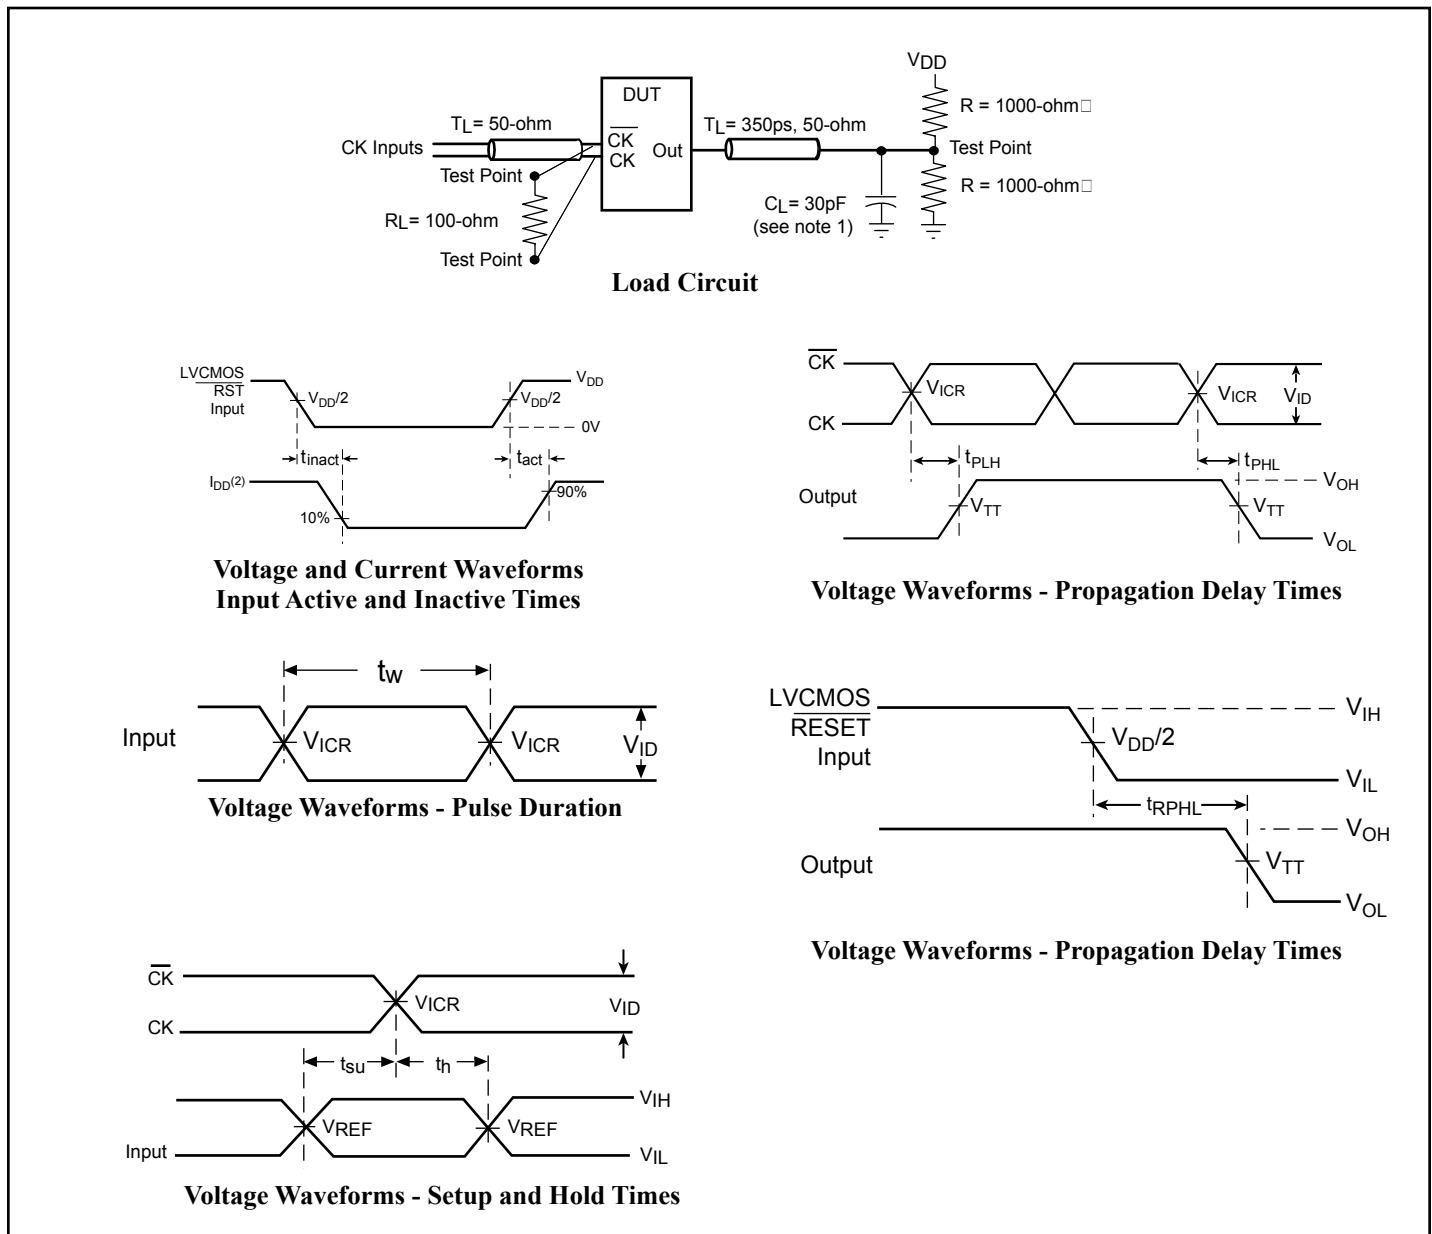 VDD
R = 1000-ohm□
DUT
TL= 50-ohm
TL= 350ps, 50-ohm
CK Inputs
CK
CK
Out
Test Point
Test Point
R = 1000-ohm□
RL= 100-ohm
CL= 30pF
(see note 1)
Test Point
Load Circuit
LVCMOS
RST
Input
VDD/2
VDD/2
VDD
0V
tinact
tact
IDD(2)
10%
90%
Voltage and Current Waveforms
Input Active and Inactive Times
CK
VICR
VICR
VID
CK
tPLH
tPHL
Output
VTT
VTT
VOH
VOL
Voltage Waveforms - Propagation Delay Times
tw
Input
VICR
VICR
VID
Voltage Waveforms - Pulse Duration
LVCMOS
RESET
Input
VIH
VDD/2
VIL
tRPHL
VOH
Output
VTT
VOL
Voltage Waveforms - Propagation Delay Times
CK
VICR
VID
CK
tsu
th
VIH
VREF
VREF
Input
VIL
Voltage Waveforms - Setup and Hold Times